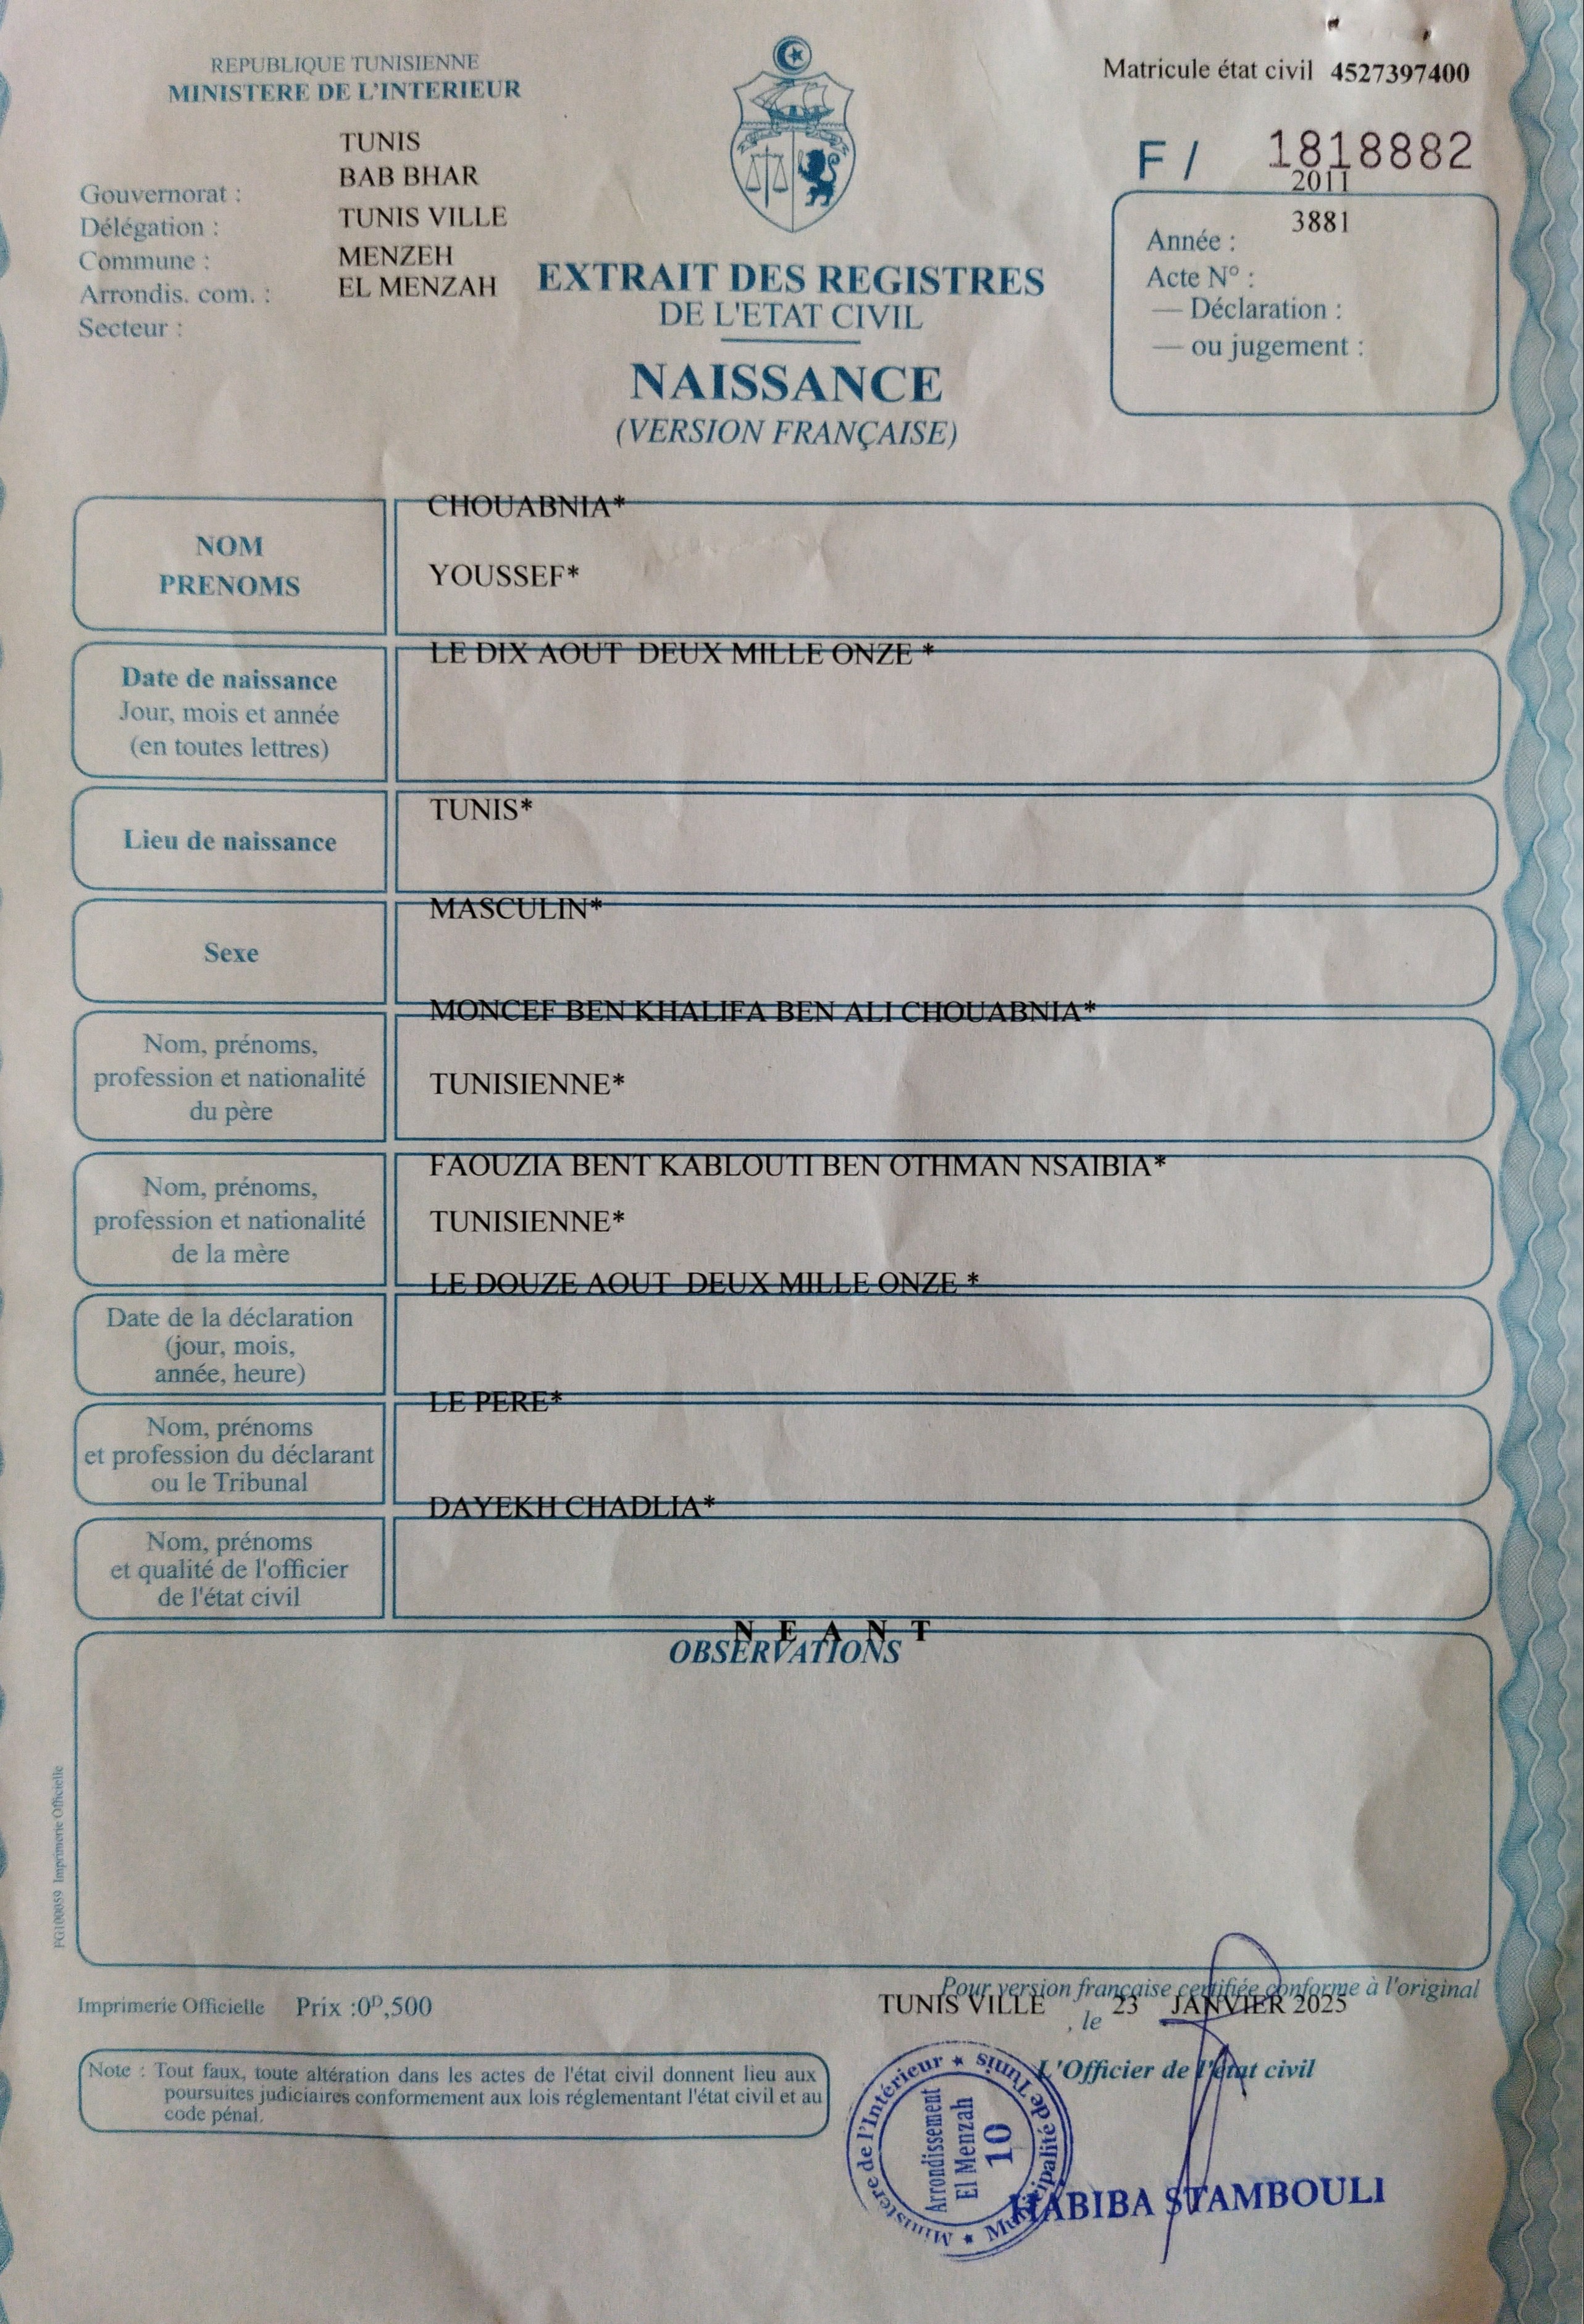 REPUBLIQUE TUNISIENNE
MINISTERE DE L'INTERIEUR
Matricule état civil 4527397400
F / 1818882
TUNIS
BAB BHAR
TUNIS VILLE
MENZEH
EL MENZAH
Gouvernorat :
Délégation :
Commune :
Arrondis. com. :
Secteur :
2011
3881
Année :
Acte N° :
— Déclaration :
— ou jugement :
EXTRAIT DES REGISTRES
DE L'ETAT CIVIL
NAISSANCE
(VERSION FRANÇAISE)
NOM
PRENOMS
CHOUABNIA*
YOUSSEF*
Date de naissance
Jour, mois et année
(en toutes lettres)
LE DIX AOUT DEUX MILLE ONZE *
Lieu de naissance
TUNIS*
Sexe
MASCULIN*
Nom, prénoms,
profession et nationalité
du père
MONCEF BEN KHALIFA BEN ALI CHOUABNIA*
TUNISIENNE*
Nom, prénoms,
profession et nationalité
de la mère
FAOUZIA BENT KABLOUTI BEN OTHMAN NSAIBIA*
TUNISIENNE*
Date de la déclaration
(jour, mois,
année, heure)
LE DOUZE AOUT DEUX MILLE ONZE *
Nom, prénoms
et profession du déclarant
ou le Tribunal
LE PERE*
Nom, prénoms
et qualité de l'officier
de l'état civil
DAYEKH CHADLIA*
N E A N T
OBSERVATIONS
PG100859 Imprimerie Officielle
Imprimerie Officielle Prix :0ᴰ,500
Pour version française certifiée conforme à l'original
TUNIS VILLE , le 23 JANVIER 2025
L'Officier de l'état civil
Note : Tout faux, toute altération dans les actes de l'état civil donnent lieu aux
poursuites judiciaires conformement aux lois réglementant l'état civil et au
code pénal.
Ministère de l'Intérieur ★ Municipalité de Tunis ★
Arrondissement
El Menzah
10
HABIBA STAMBOULI